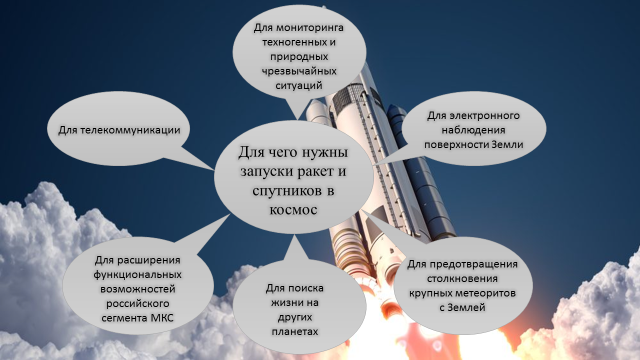 Для мониторинга
техногенных и
природных
чрезвычайных
ситуаций
Для телекоммуникации
Для электронного
наблюдения
поверхности Земли
Для чего нужны
запуски ракет и
спутников в
космос
Для расширения
функциональных
возможностей
российского
сегмента МКС
Для поиска
жизни на
других
планетах
Для предотвращения
столкновения
крупных метеоритов
с Землей